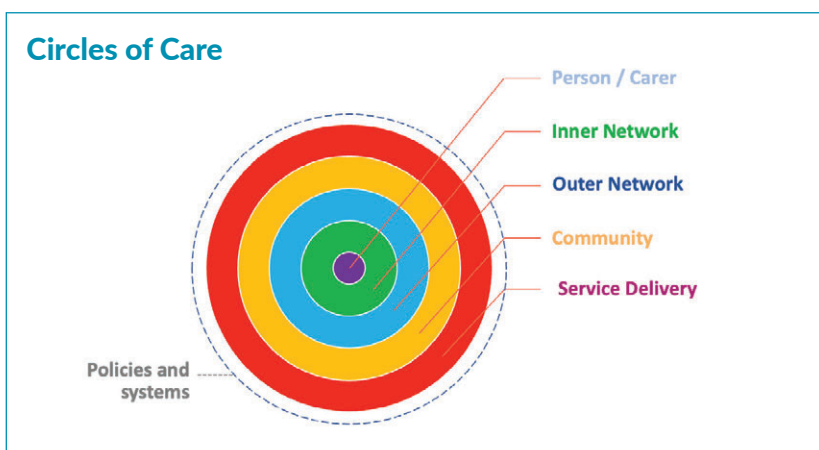 Circles of Care
Person / Carer
Inner Network
Outer Network
Community
Service Delivery
Policies and
systems